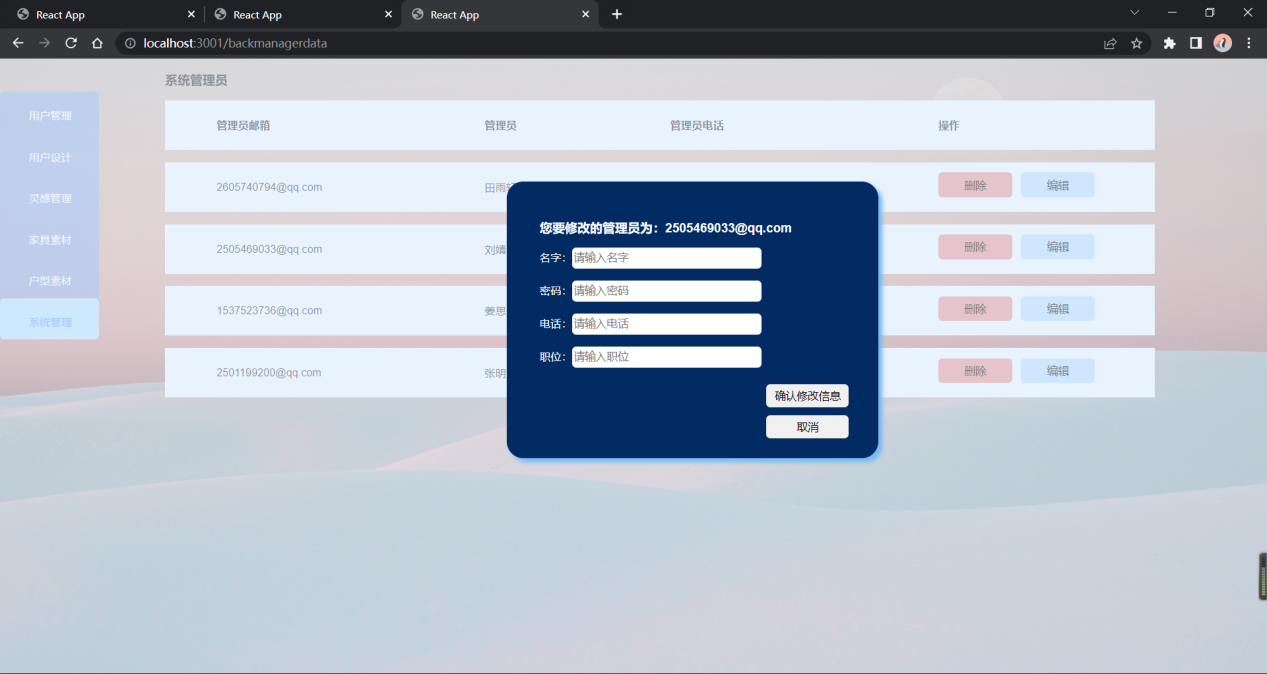 React App
React App
React App
localhost:3001/backmanagerdata
系统管理员
用户管理
用户设计
灵感管理
家具素材
户型素材
系统管理
管理员邮箱 管理员 管理员电话 操作
2605740794@qq.com 田雨 删除 编辑
2505469033@qq.com 刘婧 删除 编辑
1537523736@qq.com 姜思 删除 编辑
2501199200@qq.com 张明 删除 编辑
您要修改的管理员为：2505469033@qq.com
名字：请输入名字
密码：请输入密码
电话：请输入电话
职位：请输入职位
确认修改信息
取消